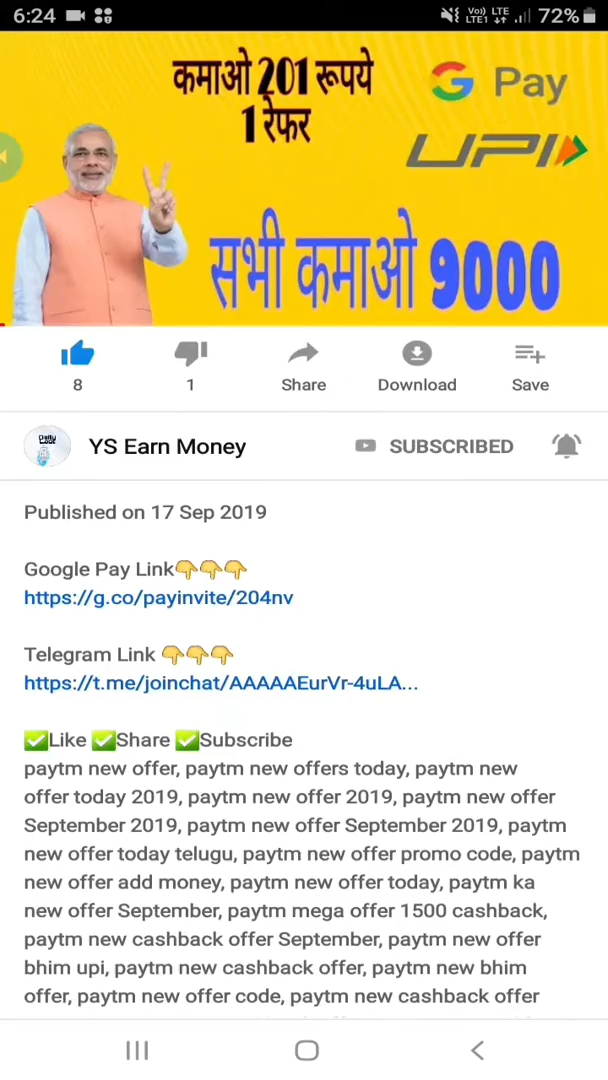 6:24
Vo)) LTE
LTE1 72%
कमाओ 201 रूपये
1 रेफर
G Pay
UPI
सभी कमाओ 9000
8
1
Share
Download
Save
YS Earn Money
SUBSCRIBED
Published on 17 Sep 2019
Google Pay Link👇👇👇
https://g.co/payinvite/204nv
Telegram Link 👇👇👇
https://t.me/joinchat/AAAAAEurVr-4uLA...
✅Like ✅Share ✅Subscribe
paytm new offer, paytm new offers today, paytm new
offer today 2019, paytm new offer 2019, paytm new offer
September 2019, paytm new offer September 2019, paytm
new offer today telugu, paytm new offer promo code, paytm
new offer add money, paytm new offer today, paytm ka
new offer September, paytm mega offer 1500 cashback,
paytm new cashback offer September, paytm new offer
bhim upi, paytm new cashback offer, paytm new bhim
offer, paytm new offer code, paytm new cashback offer